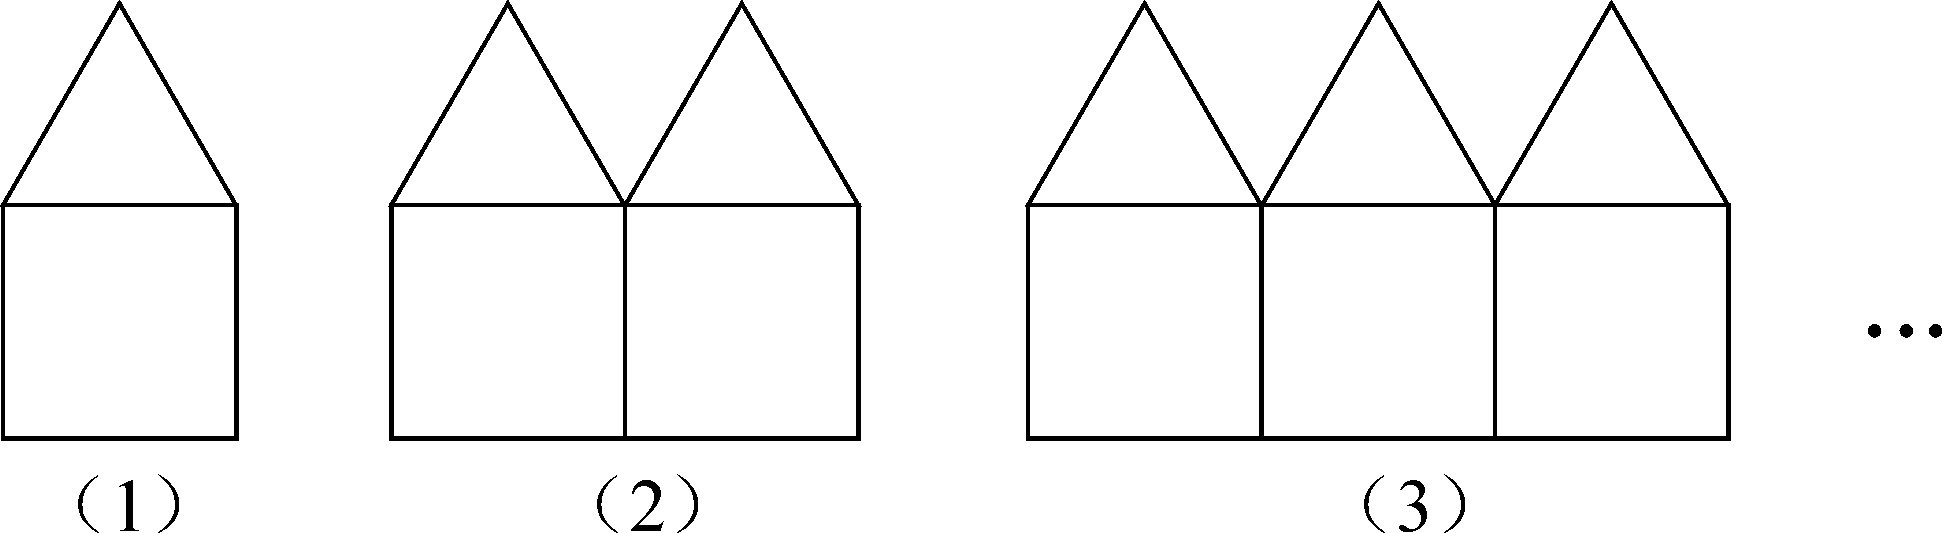 （1） （2） （3） …